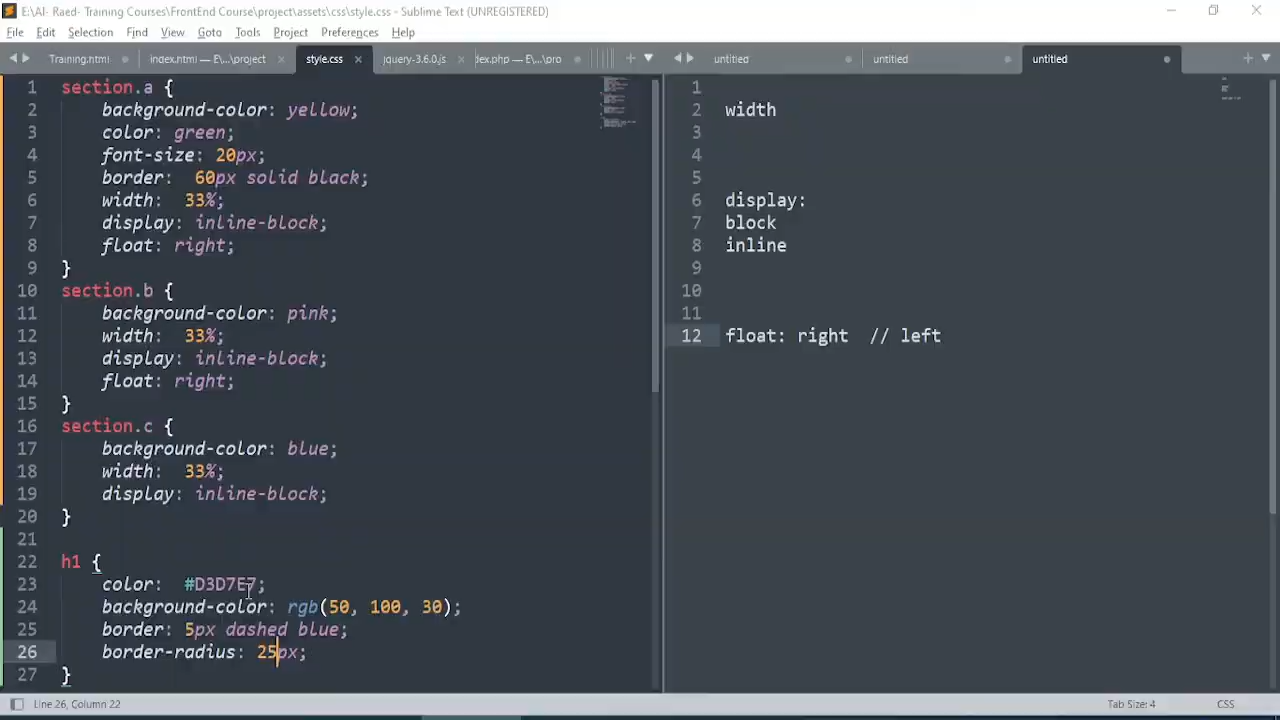 E:\AI- Raed- Training Courses\FrontEnd Course\project\assets\css\style.css - Sublime Text (UNREGISTERED)
File Edit Selection Find View Goto Tools Project Preferences Help
Training.html index.html — E:\...\project style.css jquery-3.6.0.js dex.php — E:\...\pro untitled untitled untitled
1 section.a {
2 background-color: yellow;
3 color: green;
4 font-size: 20px;
5 border: 60px solid black;
6 width: 33%;
7 display: inline-block;
8 float: right;
9 }
10 section.b {
11 background-color: pink;
12 width: 33%;
13 display: inline-block;
14 float: right;
15 }
16 section.c {
17 background-color: blue;
18 width: 33%;
19 display: inline-block;
20 }
21
22 h1 {
23 color: #D3D7E7;
24 background-color: rgb(50, 100, 30);
25 border: 5px dashed blue;
26 border-radius: 25px;
27 }
1
2 width
3
4
5
6 display:
7 block
8 inline
9
10
11
12 float: right // left
Line 26, Column 22 Tab Size: 4 CSS